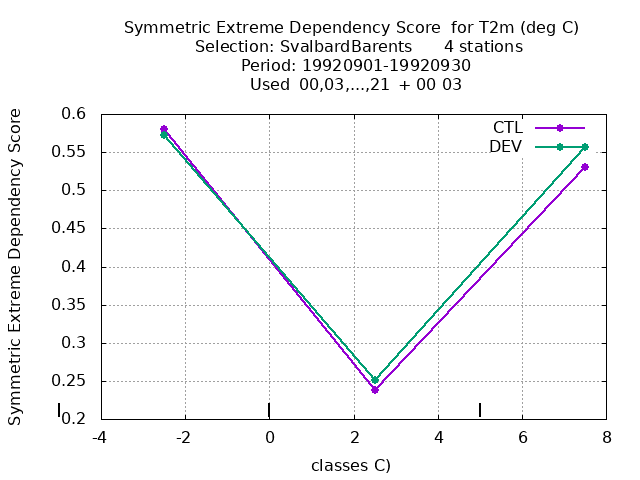 Symmetric Extreme Dependency Score  for T2m (deg C)
Selection: SvalbardBarents      4 stations
Period: 19920901-19920930
Used  00,03,...,21  + 00 03
Symmetric Extreme Dependency Score
0.6
0.55
0.5
0.45
0.4
0.35
0.3
0.25
0.2
CTL
DEV
-4 -2 0 2 4 6 8
classes C)